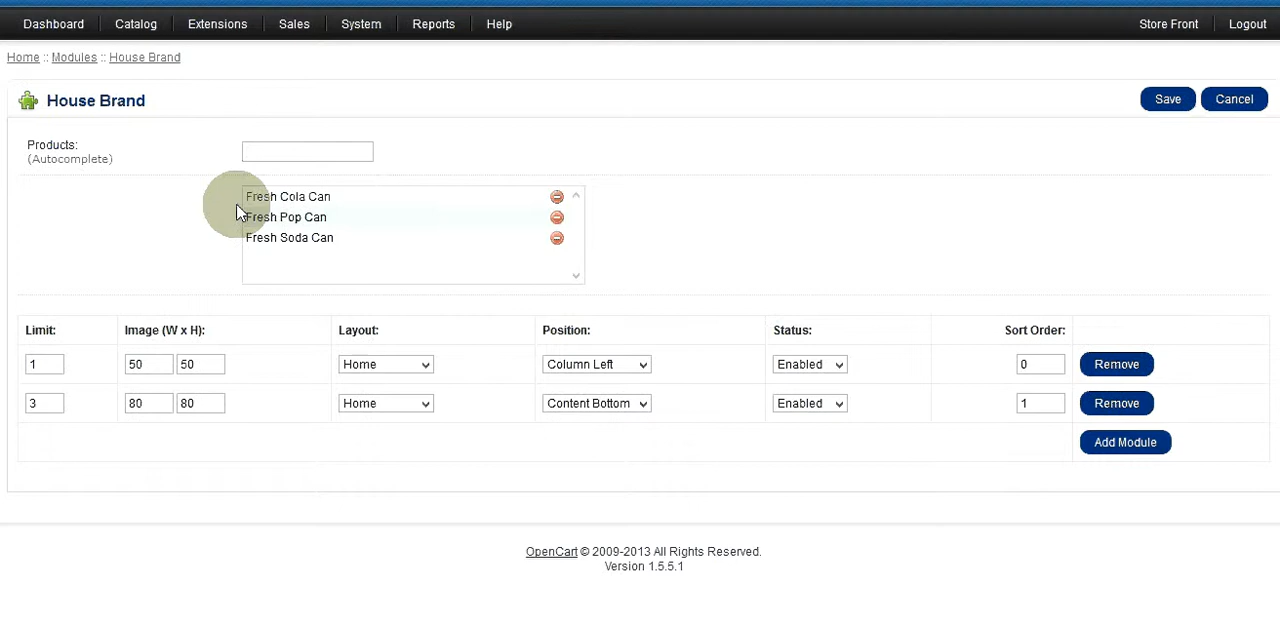 Dashboard Catalog Extensions Sales System Reports Help Store Front Logout
Home :: Modules :: House Brand
House Brand Save Cancel
Products:
(Autocomplete)
Fresh Cola Can
Fresh Pop Can
Fresh Soda Can
Limit: Image (W x H): Layout: Position: Status: Sort Order:
1 50 50 Home Column Left Enabled 0 Remove
3 80 80 Home Content Bottom Enabled 1 Remove
Add Module
OpenCart © 2009-2013 All Rights Reserved.
Version 1.5.5.1